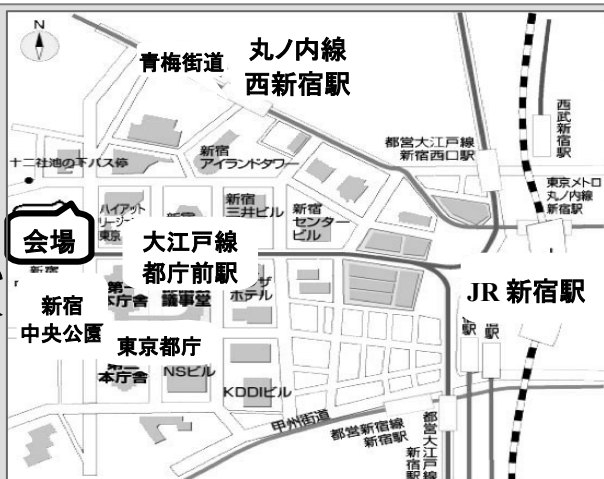 N
青梅街道
丸ノ内線
西新宿駅
西武新宿駅
都営大江戸線
新宿西口駅
新宿
アイランドタワー
十二社池の下バス停
東京メトロ
丸ノ内線
新宿駅
ハイアット
リージェンシー
東京
新宿
三井ビル
新宿
センター
ビル
会場
大江戸線
都庁前駅
JR 新宿駅
ホテル
議事堂
本庁舎
新宿
中央公園
東京都庁
本庁舎
NSビル
KDDIビル
甲州街道
都営新宿線
新宿駅
都営大江戸線
新宿駅